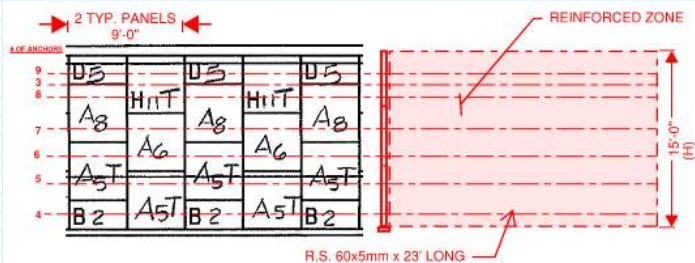 2 TYP. PANELS
9'-0"
REINFORCED ZONE
# OF ANCHORS
9
3
8
7
6
5
4
D5 D5 D5
H11T H11T
A8 A8 A8
A6 A6
A5T A5T A5T
A5T A5T
B2 B2 B2
15'-0"
(H)
R.S. 60x5mm x 23' LONG